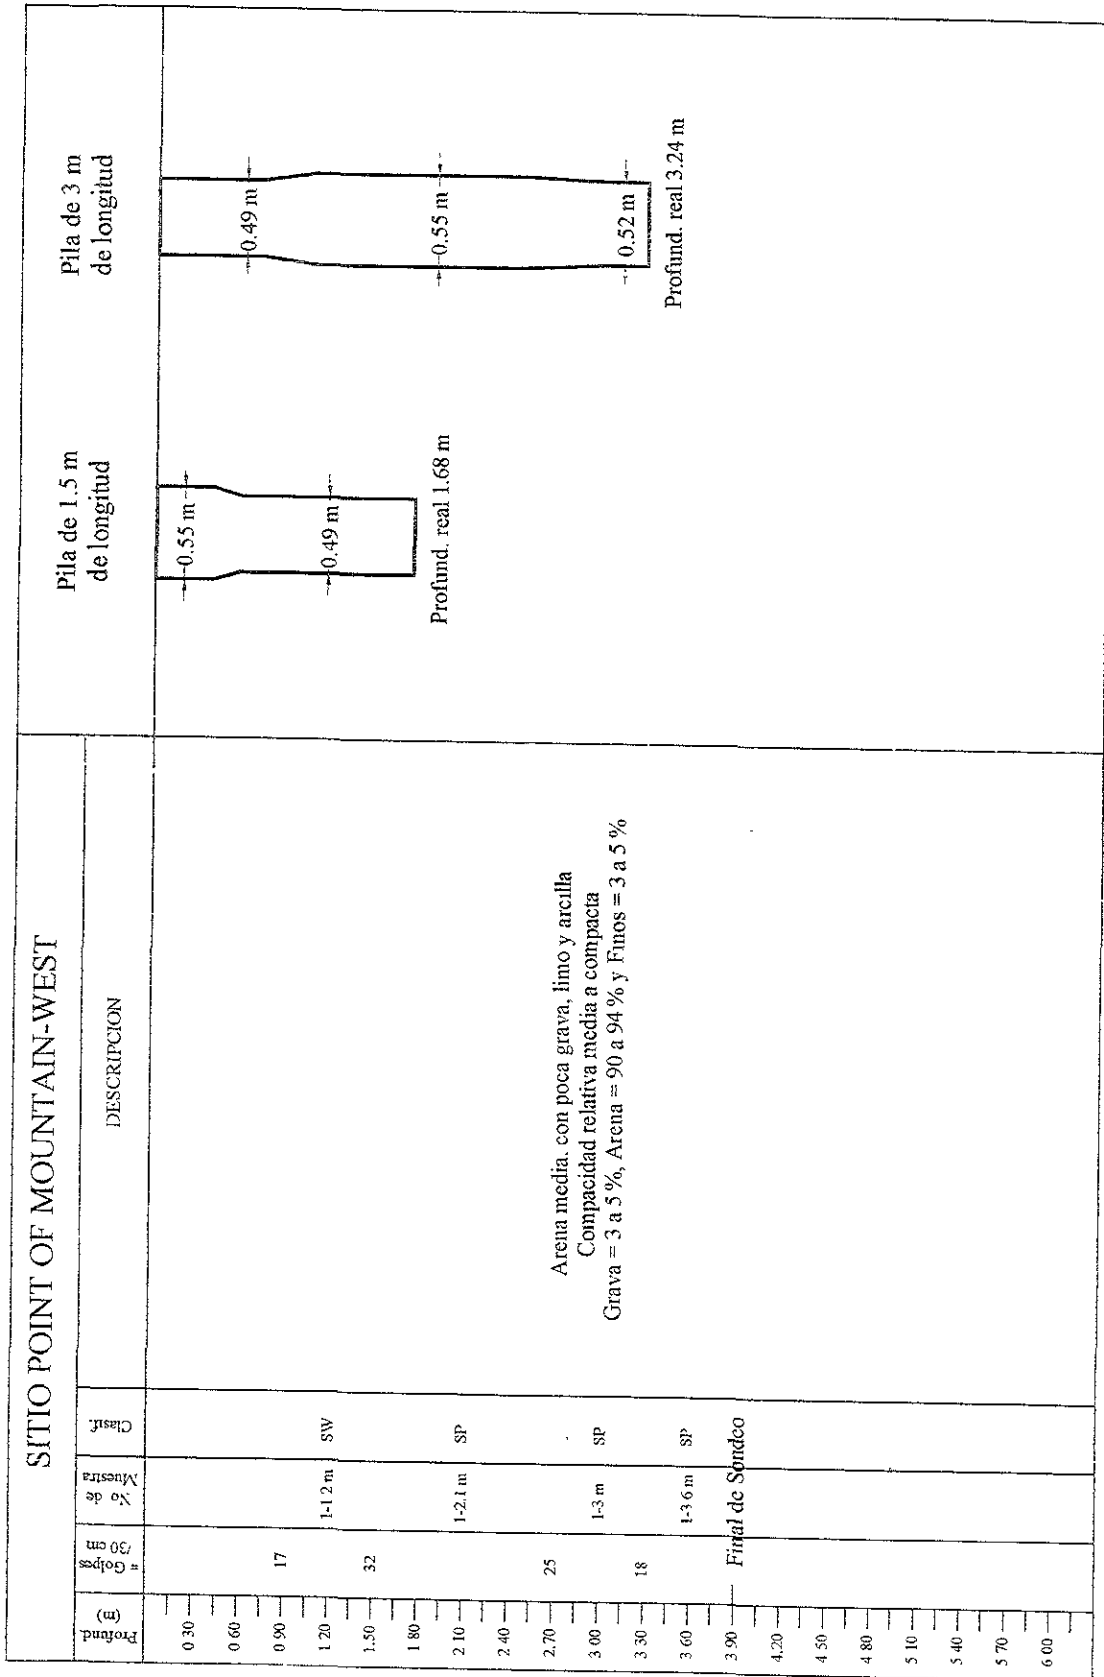 SITIO POINT OF MOUNTAIN-WEST
Profund.
(m)
= Golpes
/30 cm
No de
Muestra
Clasif.
DESCRIPCION
Pila de 1.5 m
de longitud
Pila de 3 m
de longitud
0 30
0 60
0 90
17
1 20
1-1 2 m
SW
1.50
32
1 80
2 10
1-2.1 m
SP
2 40
2.70
25
3 00
1-3 m
SP
3 30
18
3 60
1-3 6 m
SP
3 90
Final de Sondeo
4.20
4 50
4 80
5 10
5 40
5 70
6 00
Arena media. con poca grava, limo y arcilla
Compacidad relativa media a compacta
Grava = 3 a 5 %, Arena = 90 a 94 % y Finos = 3 a 5 %
0.55 m
0.49 m
Profund. real 1.68 m
0.49 m
0.55 m
0.52 m
Profund. real 3.24 m